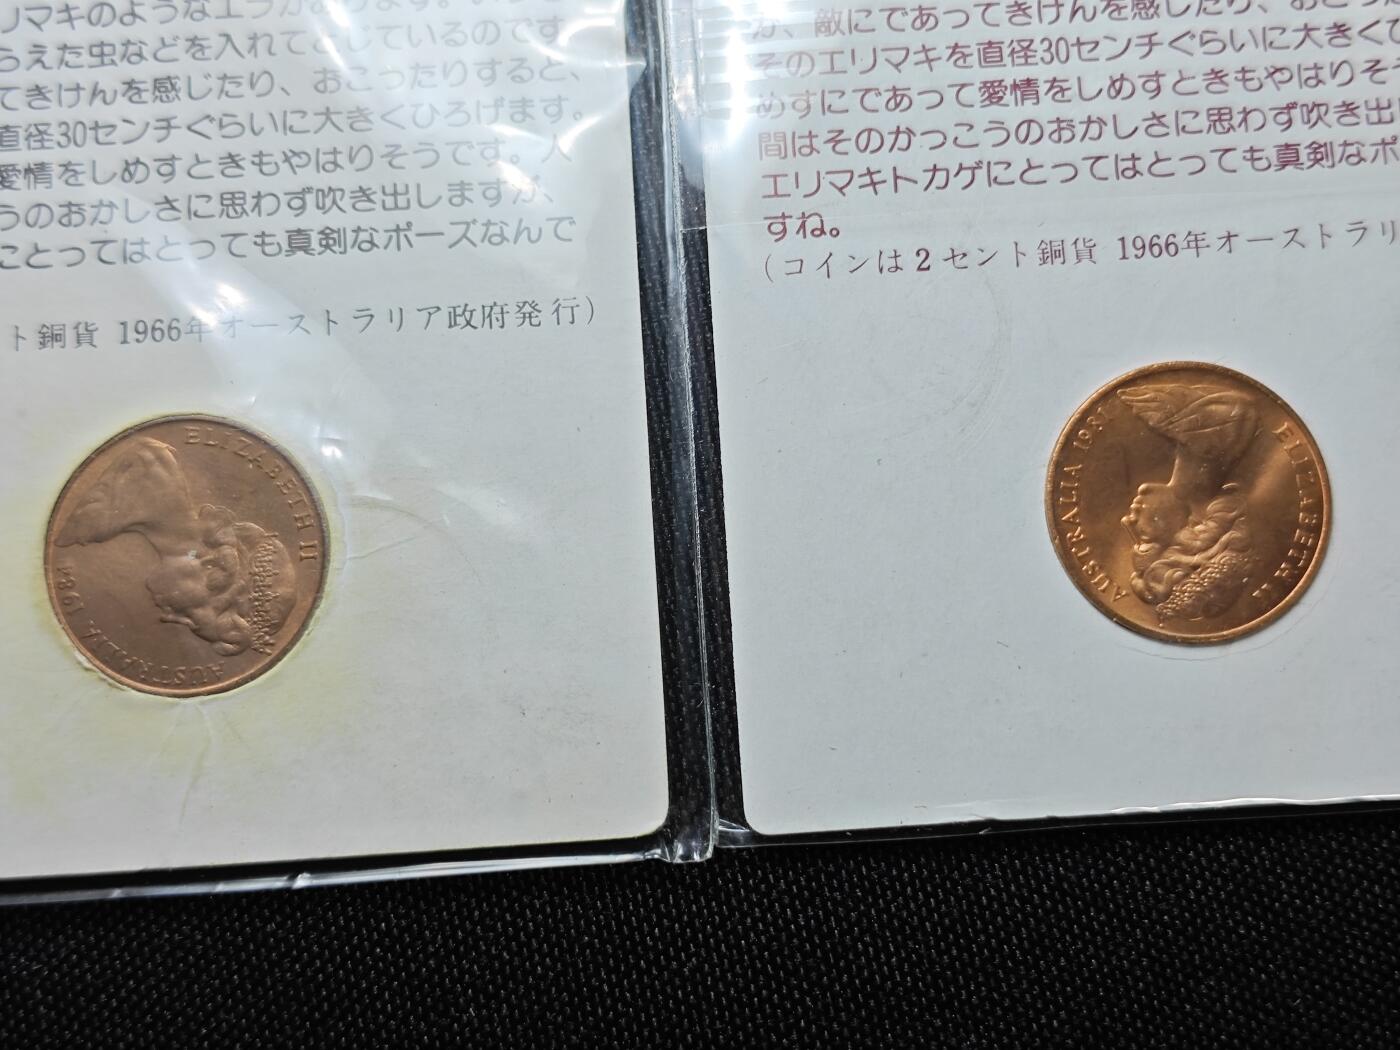 リマキのようなエラがあります。いつも
らえた虫などを入れてとじているのです
てきけんを感じたり、おこったりすると、
直径30センチぐらいに大きくひろげます。
愛情をしめすときもやはりそうです。人
うのおかしさに思わず吹き出しますが、
ことってはとっても真剣なポーズなんで
ト銅貨 1966年オーストラリア政府発行)
ELIZABETH II
AUSTRALIA 1984
が、敵にであってきけんを感じたり、おこった
そのエリマキを直径30センチぐらいに大きくひ
めすにであって愛情をしめすときもやはりそう
間はそのかっこうのおかしさに思わず吹き出し
エリマキトカゲにとってはとっても真剣なポ
すね。
(コインは2セント銅貨 1966年オーストラリ
AUSTRALIA 1981
ELIZABETH II